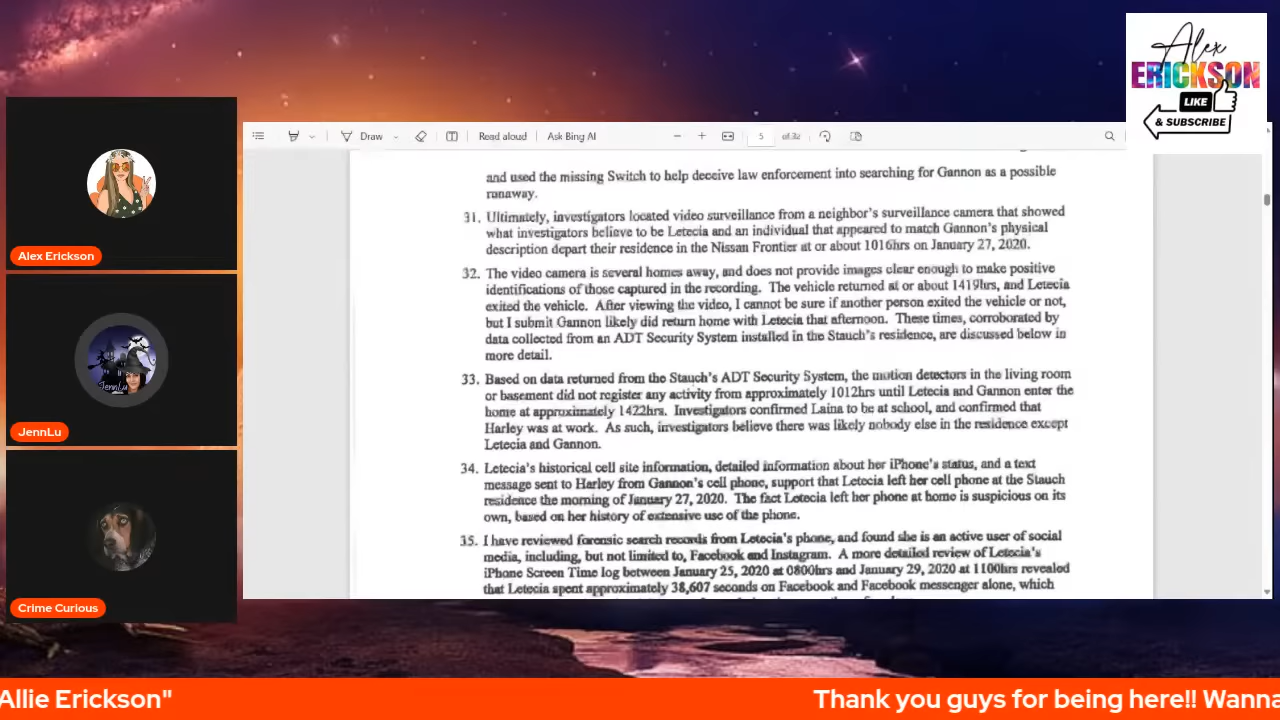 Alex
ERICKSON
LIKE
& SUBSCRIBE
Alex Erickson
JennLu
JennLu
Crime Curious
Draw
Read aloud
Ask Bing AI
5
of 32
and used the missing Switch to help deceive law enforcement into searching for Gannon as a possible
runaway.
31. Ultimately, investigators located video surveillance from a neighbor's surveillance camera that showed
what investigators believe to be Letecia and an individual that appeared to match Gannon's physical
description depart their residence in the Nissan Frontier at or about 1016hrs on January 27, 2020.
32. The video camera is several homes away, and does not provide images clear enough to make positive
identifications of those captured in the recording. The vehicle returned at or about 1419hrs, and Letecia
exited the vehicle. After viewing the video, I cannot be sure if another person exited the vehicle or not,
but I submit Gannon likely did return home with Letecia that afternoon. These times, corroborated by
data collected from an ADT Security System installed in the Stauch's residence, are discussed below in
more detail.
33. Based on data returned from the Stauch's ADT Security System, the motion detectors in the living room
or basement did not register any activity from approximately 1012hrs until Letecia and Gannon enter the
home at approximately 1422hrs. Investigators confirmed Laina to be at school, and confirmed that
Harley was at work. As such, investigators believe there was likely nobody else in the residence except
Letecia and Gannon.
34. Letecia's historical cell site information, detailed information about her iPhone's status, and a text
message sent to Harley from Gannon's cell phone, support that Letecia left her cell phone at the Stauch
residence the morning of January 27, 2020. The fact Letecia left her phone at home is suspicious on its
own, based on her history of extensive use of the phone.
35. I have reviewed forensic search records from Letecia's phone, and found she is an active user of social
media, including, but not limited to, Facebook and Instagram. A more detailed review of Letecia's
iPhone Screen Time log between January 25, 2020 at 0800hrs and January 29, 2020 at 1100hrs revealed
that Letecia spent approximately 38,607 seconds on Facebook and Facebook messenger alone, which
Allie Erickson" Thank you guys for being here!! Wanna